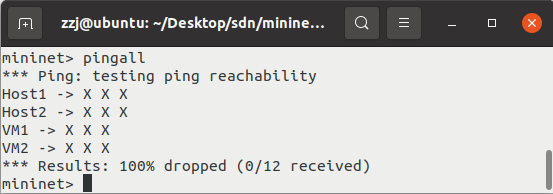 zzj@ubuntu: ~/Desktop/sdn/minine...
mininet> pingall
*** Ping: testing ping reachability
Host1 -> X X X
Host2 -> X X X
VM1 -> X X X
VM2 -> X X X
*** Results: 100% dropped (0/12 received)
mininet>